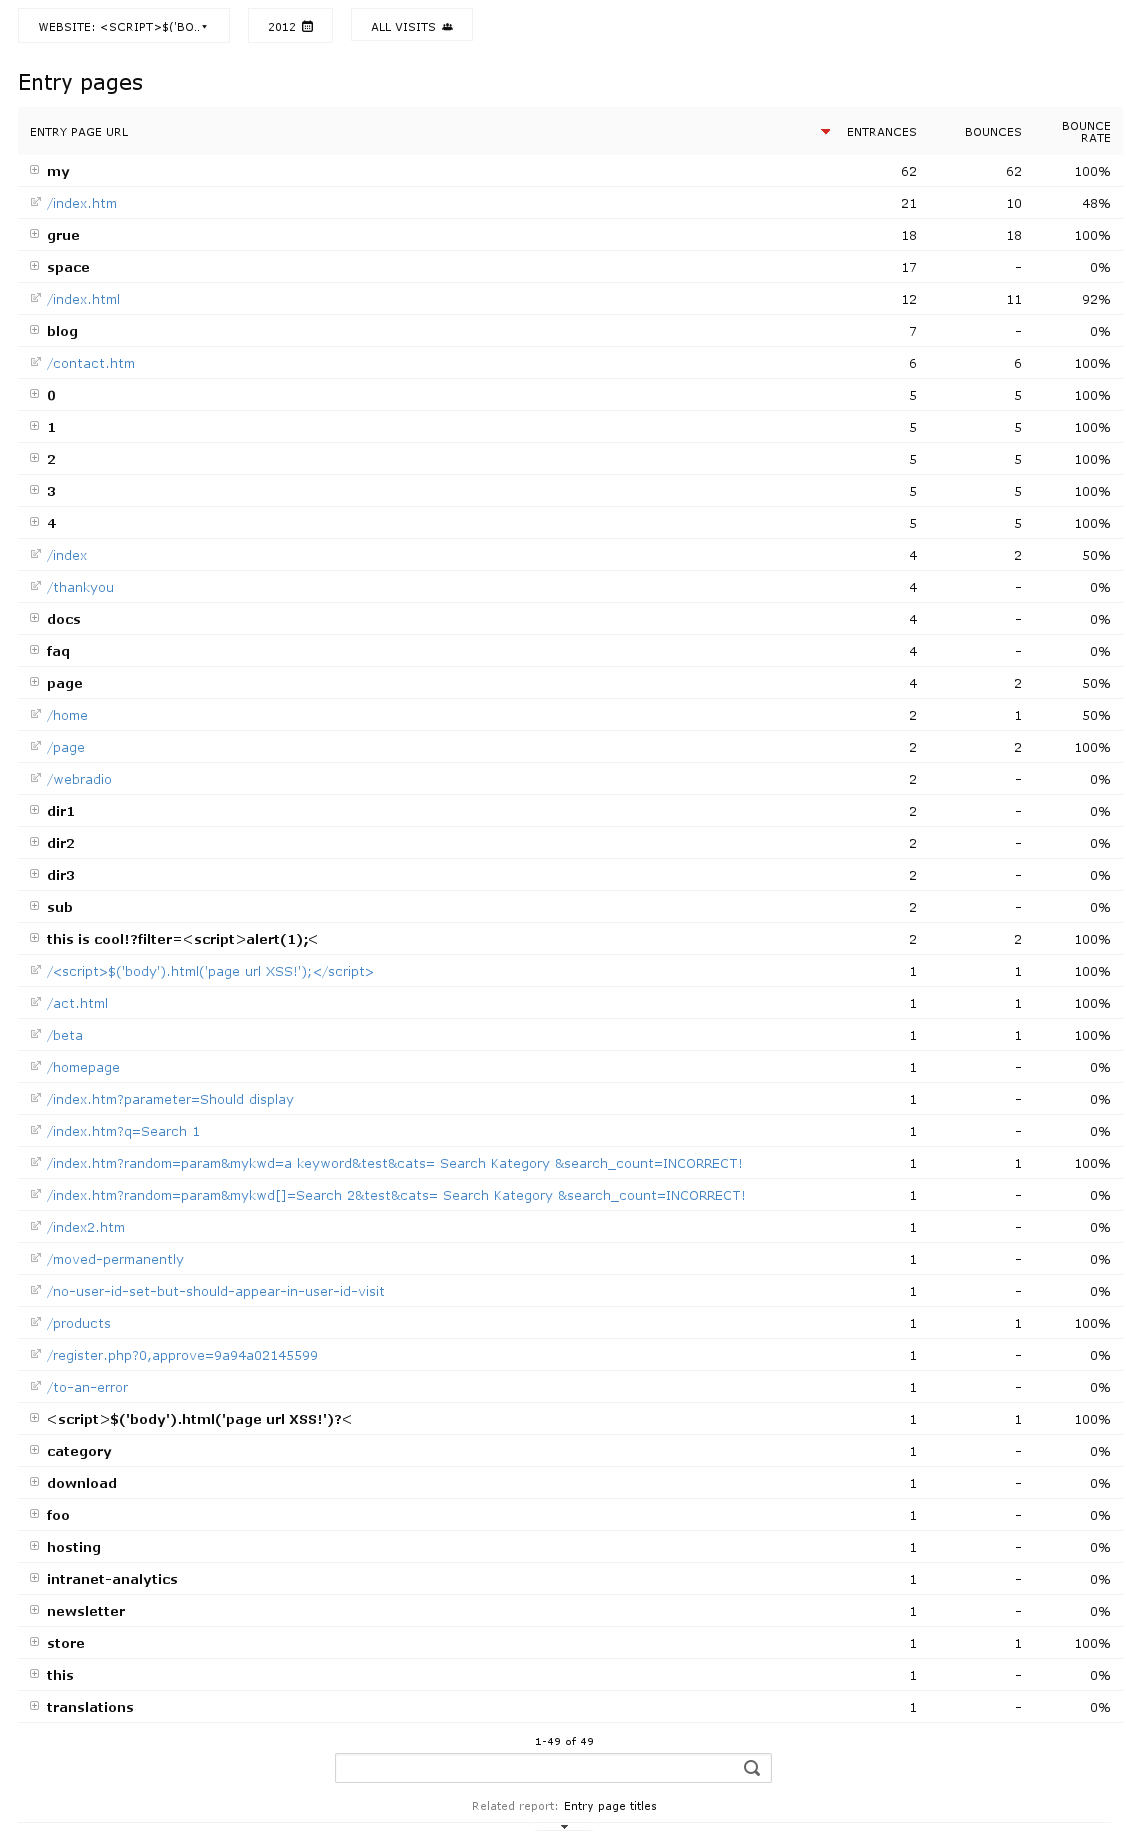 WEBSITE: <SCRIPT>$('BO.. 2012 ALL VISITS
Entry pages
ENTRY PAGE URL ENTRANCES BOUNCES BOUNCE RATE
my 62 62 100%
/index.htm 21 10 48%
grue 18 18 100%
space 17 - 0%
/index.html 12 11 92%
blog 7 - 0%
/contact.htm 6 6 100%
0 5 5 100%
1 5 5 100%
2 5 5 100%
3 5 5 100%
4 5 5 100%
/index 4 2 50%
/thankyou 4 - 0%
docs 4 - 0%
faq 4 - 0%
page 4 2 50%
/home 2 1 50%
/page 2 2 100%
/webradio 2 - 0%
dir1 2 - 0%
dir2 2 - 0%
dir3 2 - 0%
sub 2 - 0%
this is cool!?filter=<script>alert(1);< 2 2 100%
/<script>$('body').html('page url XSS!');</script> 1 1 100%
/act.html 1 1 100%
/beta 1 1 100%
/homepage 1 - 0%
/index.htm?parameter=Should display 1 - 0%
/index.htm?q=Search 1 1 - 0%
/index.htm?random=param&mykwd=a keyword&test&cats= Search Kategory &search_count=INCORRECT! 1 1 100%
/index.htm?random=param&mykwd[]=Search 2&test&cats= Search Kategory &search_count=INCORRECT! 1 - 0%
/index2.htm 1 - 0%
/moved-permanently 1 - 0%
/no-user-id-set-but-should-appear-in-user-id-visit 1 - 0%
/products 1 1 100%
/register.php?0,approve=9a94a02145599 1 - 0%
/to-an-error 1 - 0%
<script>$('body').html('page url XSS!')?< 1 1 100%
category 1 - 0%
download 1 - 0%
foo 1 - 0%
hosting 1 - 0%
intranet-analytics 1 - 0%
newsletter 1 - 0%
store 1 1 100%
this 1 - 0%
translations 1 - 0%
1-49 of 49
Related report: Entry page titles